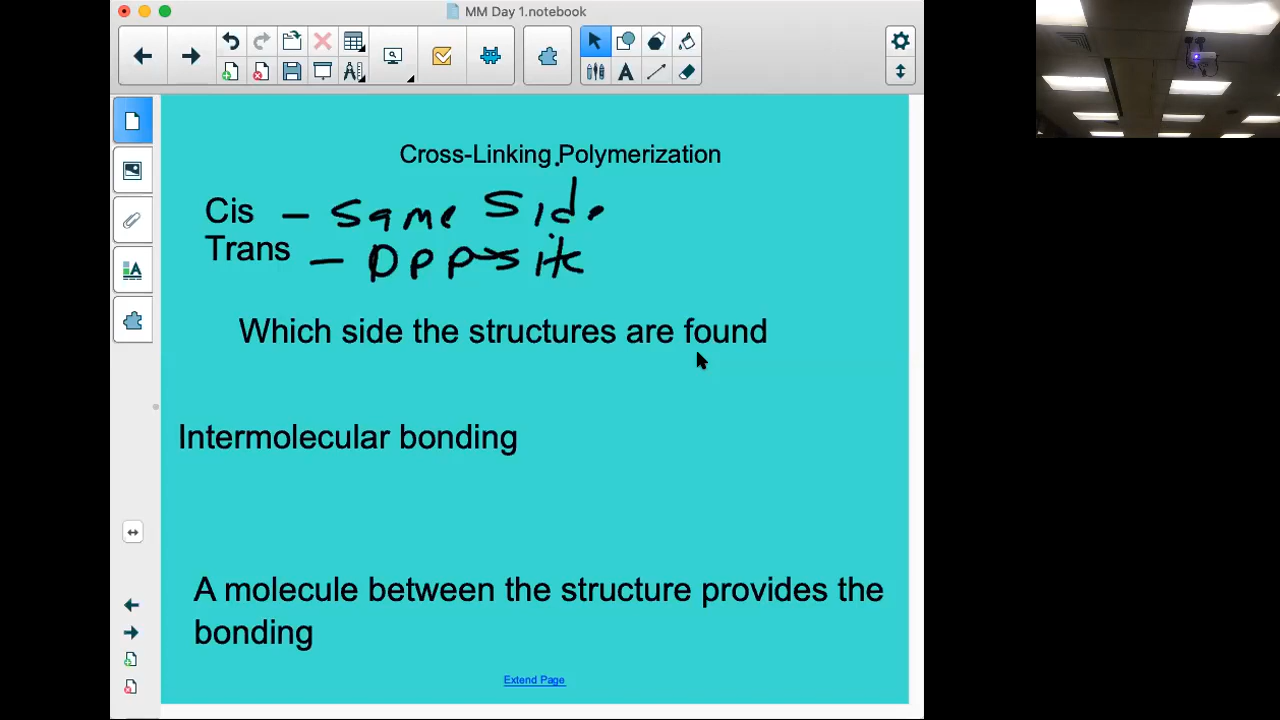 MM Day 1.notebook
Cross-Linking Polymerization
Cis – Same Side
Trans – Opposite
Which side the structures are found
Intermolecular bonding
A molecule between the structure provides the
bonding
Extend Page